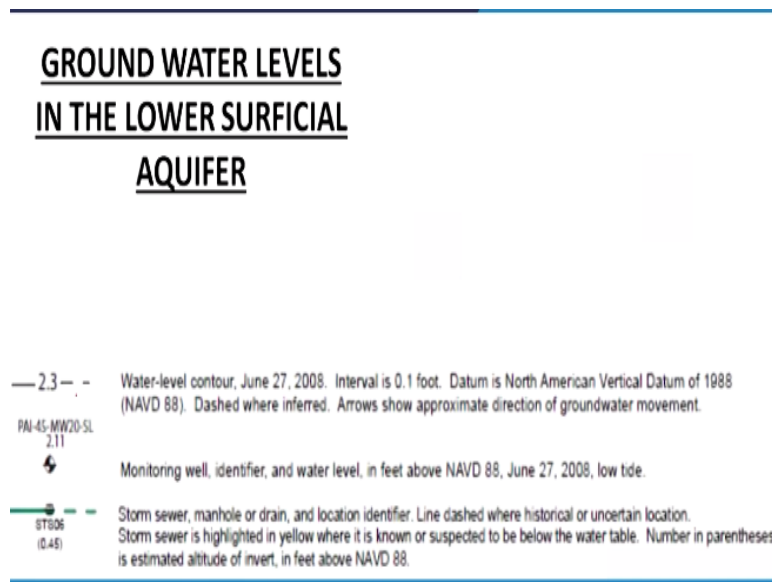 GROUND WATER LEVELS
IN THE LOWER SURFICIAL
AQUIFER
2.3
Water-level contour, June 27, 2008. Interval is 0.1 foot. Datum is North American Vertical Datum of 1988
(NAVD 88). Dashed where inferred. Arrows show approximate direction of groundwater movement.
PAI-45-MW20-SL
2.11
Monitoring well, identifier, and water level, in feet above NAVD 88, June 27, 2008, low tide.
STS06
(0.45)
Storm sewer, manhole or drain, and location identifier. Line dashed where historical or uncertain location.
Storm sewer is highlighted in yellow where it is known or suspected to be below the water table. Number in parentheses
is estimated altitude of invert, in feet above NAVD 88.